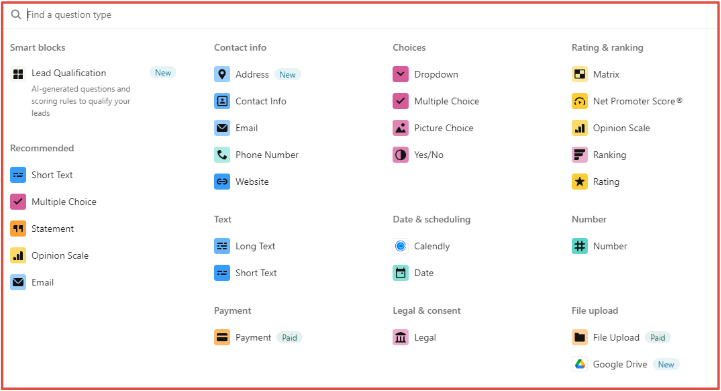 Find a question type
Smart blocks
Lead Qualification New
AI-generated questions and
scoring rules to qualify your
leads
Recommended
Short Text
Multiple Choice
Statement
Opinion Scale
Email
Contact info
Address New
Contact Info
Email
Phone Number
Website
Choices
Dropdown
Multiple Choice
Picture Choice
Yes/No
Rating & ranking
Matrix
Net Promoter Score®
Opinion Scale
Ranking
Rating
Text
Long Text
Short Text
Date & scheduling
Calendly
Date
Number
Number
Payment
Payment Paid
Legal & consent
Legal
File upload
File Upload Paid
Google Drive New